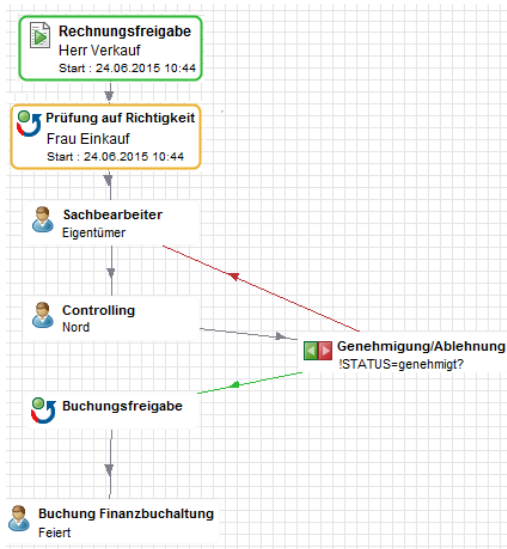 Rechnungsfreigabe
Herr Verkauf
Start : 24.06.2015 10:44
Prüfung auf Richtigkeit
Frau Einkauf
Start : 24.06.2015 10:44
Sachbearbeiter
Eigentümer
Controlling
Nord
Genehmigung/Ablehnung
!STATUS=genehmigt?
Buchungsfreigabe
Buchung Finanzbuchaltung
Feiert